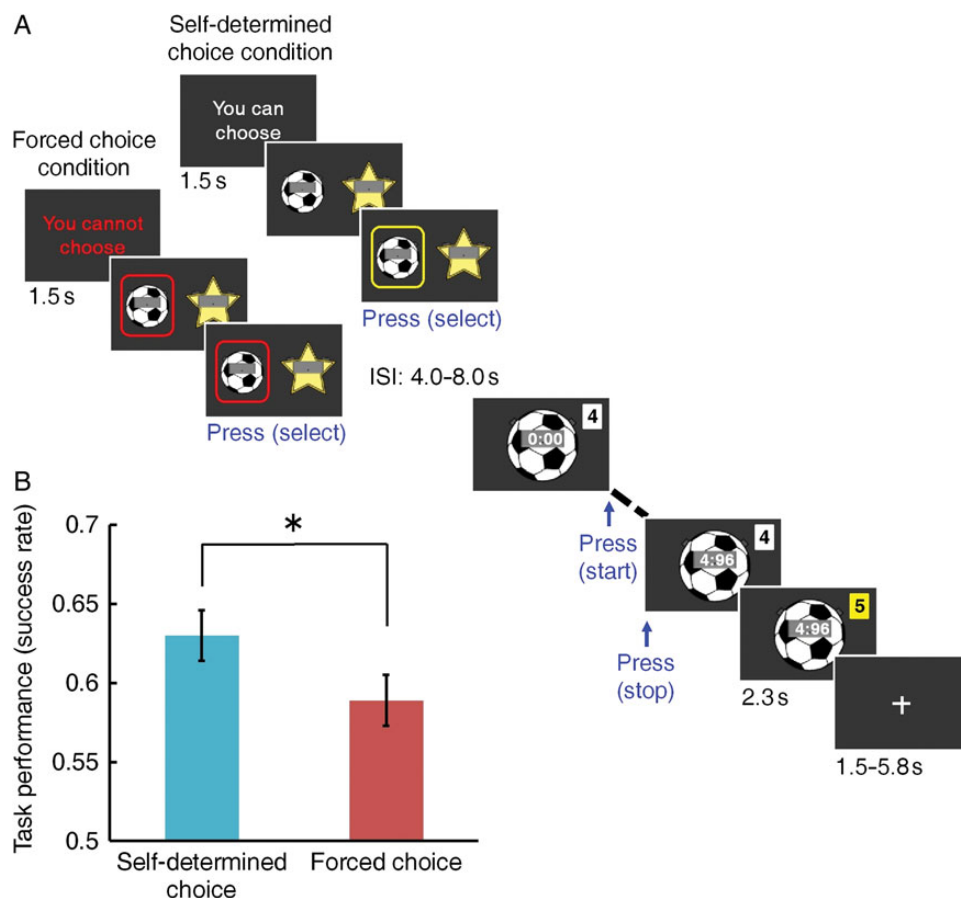 A
Self-determined
choice condition
You can
choose
1.5 s
Forced choice
condition
You cannot
choose
1.5 s
Press (select)
Press (select)
ISI: 4.0–8.0 s
4
0:00
Press
(start)
4
4:96
Press
(stop)
5
4:96
2.3 s
+
1.5–5.8 s
B
Task performance (success rate)
0.7
0.65
0.6
0.55
0.5
*
Self-determined
choice
Forced choice